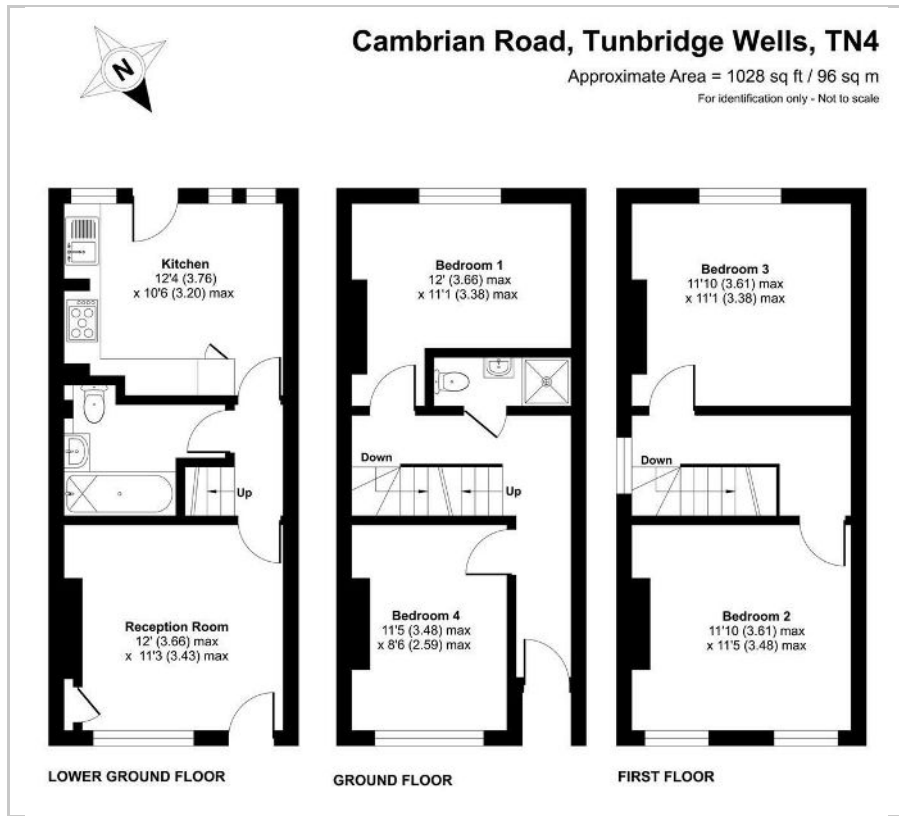 Cambrian Road, Tunbridge Wells, TN4
Approximate Area = 1028 sq ft / 96 sq m
For identification only - Not to scale
N
Kitchen
12'4 (3.76)
x 10'6 (3.20) max
Up
Reception Room
12' (3.66) max
x 11'3 (3.43) max
LOWER GROUND FLOOR
Bedroom 1
12' (3.66) max
x 11'1 (3.38) max
Down
Up
Bedroom 4
11'5 (3.48) max
x 8'6 (2.59) max
GROUND FLOOR
Bedroom 3
11'10 (3.61) max
x 11'1 (3.38) max
Down
Bedroom 2
11'10 (3.61) max
x 11'5 (3.48) max
FIRST FLOOR